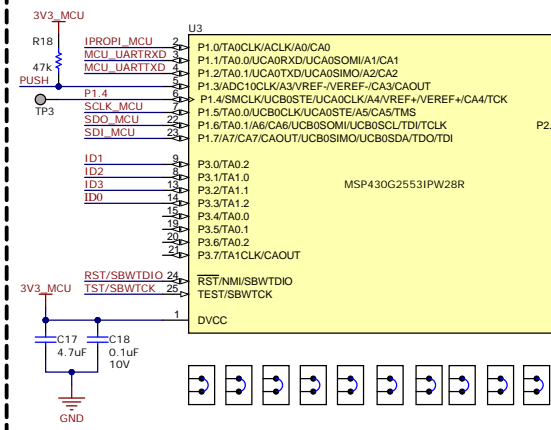 3V3_MCU
U3
R18
47k
IPROPI_MCU 2 P1.0/TA0CLK/ACLK/A0/CA0
MCU_UARTRXD 3 P1.1/TA0.0/UCA0RXD/UCA0SOMI/A1/CA1
MCU_UARTTXD 4 P1.2/TA0.1/UCA0TXD/UCA0SIMO/A2/CA2
PUSH 5 P1.3/ADC10CLK/A3/VREF-/VEREF-/CA3/CAOUT
P1.4 6 P1.4/SMCLK/UCB0STE/UCA0CLK/A4/VREF+/VEREF+/CA4/TCK
TP3
SCLK_MCU 7 P1.5/TA0.0/UCB0CLK/UCA0STE/A5/CA5/TMS
SDO_MCU 22 P1.6/TA0.1/A6/CA6/UCB0SOMI/UCB0SCL/TDI/TCLK
SDI_MCU 23 P1.7/A7/CA7/CAOUT/UCB0SIMO/UCB0SDA/TDO/TDI
P2.
ID1 9 P3.0/TA0.2
ID2 8 P3.1/TA1.0
ID3 13 P3.2/TA1.1
ID0 14 P3.3/TA1.2
15 P3.4/TA0.0
19 P3.5/TA0.1
20 P3.6/TA0.2
21 P3.7/TA1CLK/CAOUT
MSP430G2553IPW28R
RST/SBWTDIO 24 RST/NMI/SBWTDIO
TST/SBWTCK 25 TEST/SBWTCK
3V3_MCU
1 DVCC
C17
4.7uF
C18
0.1uF
10V
GND